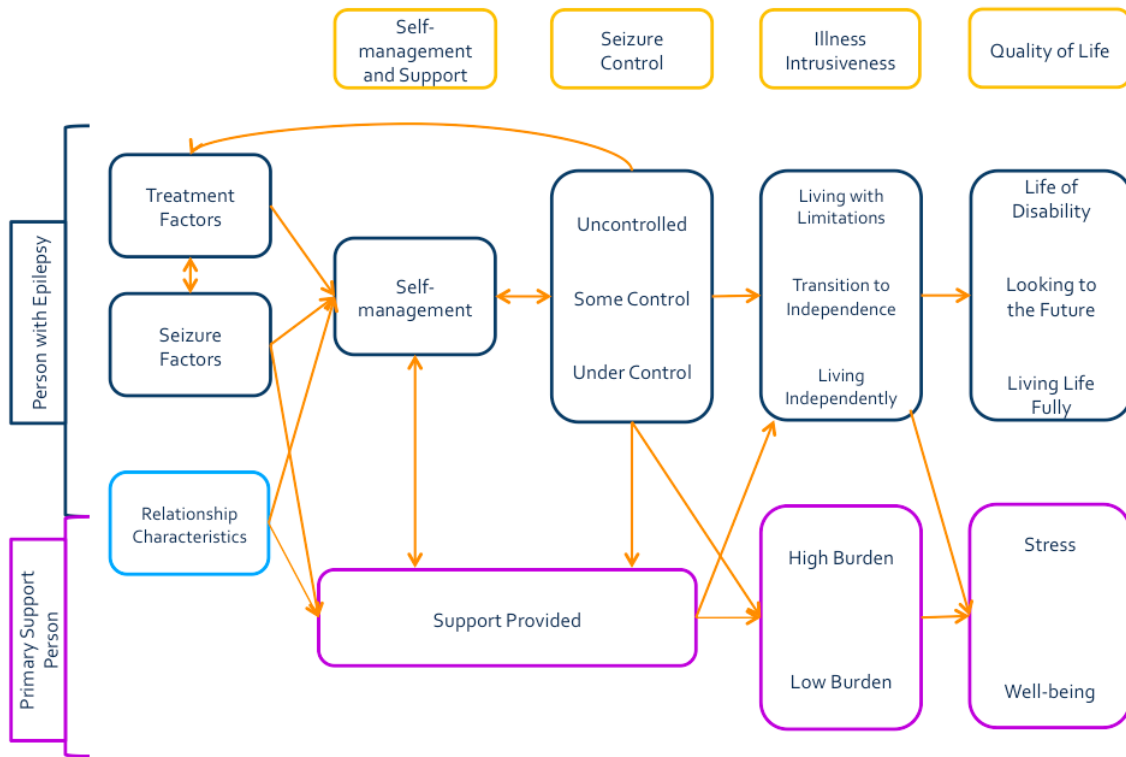 Self-
management
and Support
Seizure
Control
Illness
Intrusiveness
Quality of Life
Person with Epilepsy
Treatment
Factors
Seizure
Factors
Self-
management
Uncontrolled
Some Control
Under Control
Living with
Limitations
Transition to
Independence
Living
Independently
Life of
Disability
Looking to
the Future
Living Life
Fully
Primary Support
Person
Relationship
Characteristics
Support Provided
High Burden
Low Burden
Stress
Well-being